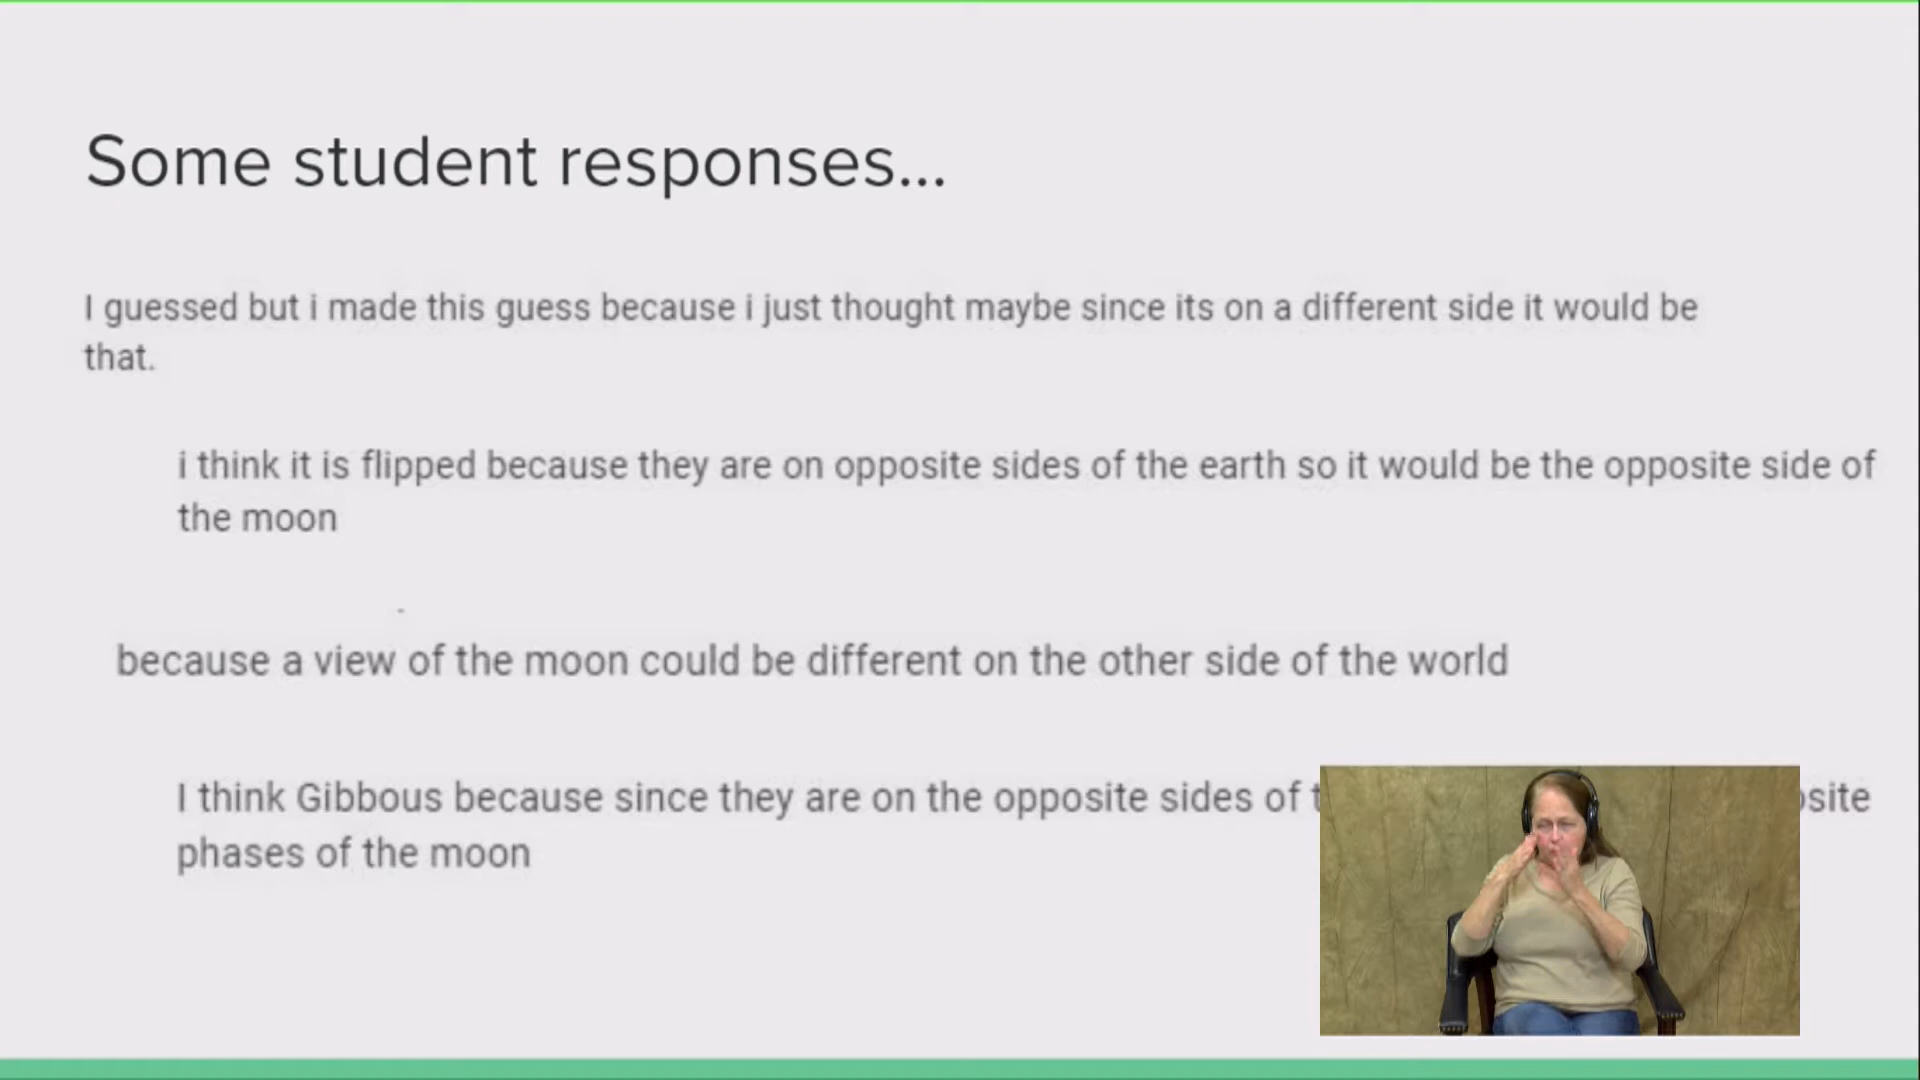 Some student responses...
I guessed but i made this guess because i just thought maybe since its on a different side it would be
that.
i think it is flipped because they are on opposite sides of the earth so it would be the opposite side of
the moon
because a view of the moon could be different on the other side of the world
I think Gibbous because since they are on the opposite sides of
phases of the moon